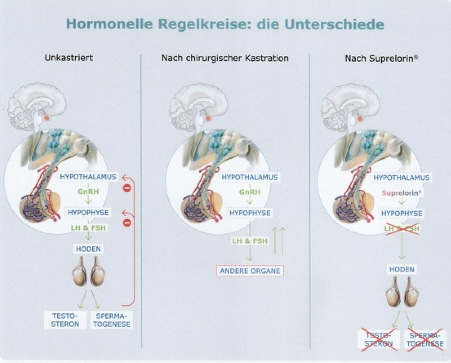 Hormonelle Regelkreise: die Unterschiede
Unkastriert
HYPOTHALAMUS
GnRH
HYPOPHYSE
LH & FSH
HODEN
TESTO-
STERON
SPERMA-
TOGENESE
Nach chirurgischer Kastration
HYPOTHALAMUS
GnRH
HYPOPHYSE
LH & FSH
ANDERE ORGANE
Nach Suprelorin®
HYPOTHALAMUS
Suprelorin®
HYPOPHYSE
LH & FSH
HODEN
TESTO-
STERON
SPERMA-
TOGENESE